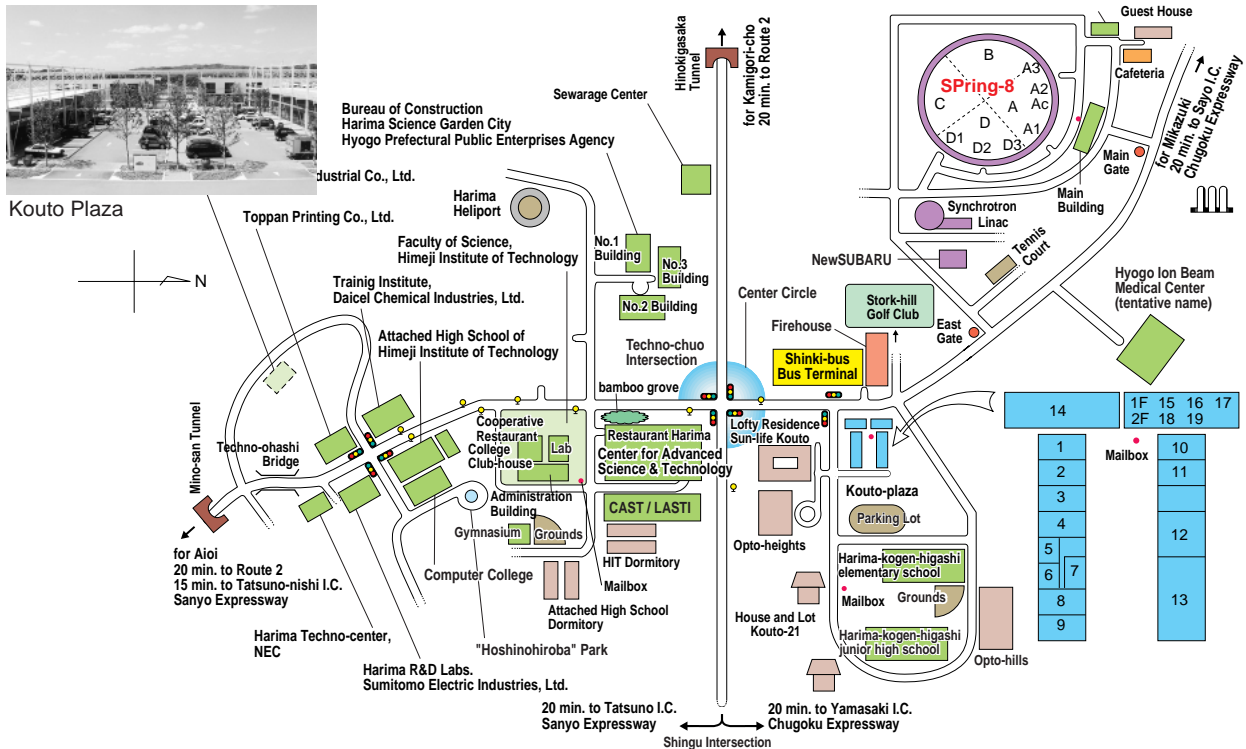 Kouto Plaza
N
Bureau of Construction
Harima Science Garden City
Hyogo Prefectural Public Enterprises Agency
dustrial Co., Ltd.
Toppan Printing Co., Ltd.
Faculty of Science,
Himeji Institute of Technology
Trainig Institute,
Daicel Chemical Industries, Ltd.
Attached High School of
Himeji Institute of Technology
Harima
Heliport
Sewarage Center
Hinokigasaka
Tunnel
for Kamigori-cho
20 min. to Route 2
No.1
Building
No.3
Building
No.2 Building
Techno-chuo
Intersection
Center Circle
bamboo grove
Firehouse
Shinki-bus
Bus Terminal
Stork-hill
Golf Club
NewSUBARU
Synchrotron
Linac
Tennis
Court
East
Gate
Main
Gate
Main
Building
SPring-8
B
A3
A2
Ac
A
A1
C
D
D1
D2
D3
Guest House
Cafeteria
for Mikazuki
20 min. to Sayo I.C.
Chugoku Expressway
Hyogo Ion Beam
Medical Center
(tentative name)
Mino-san Tunnel
Techno-ohashi
Bridge
for Aioi
20 min. to Route 2
15 min. to Tatsuno-nishi I.C.
Sanyo Expressway
Harima Techno-center,
NEC
Harima R&D Labs.
Sumitomo Electric Industries, Ltd.
"Hoshinohiroba" Park
Computer College
Cooperative
Restaurant
College
Club-house
Lab
Administration
Building
Gymnasium
Grounds
Restaurant Harima
Center for Advanced
Science & Technology
CAST / LASTI
HIT Dormitory
Mailbox
Attached High School
Dormitory
Lofty Residence
Sun-life Kouto
Opto-heights
House and Lot
Kouto-21
Kouto-plaza
Parking Lot
Harima-kogen-higashi
elementary school
Mailbox
Grounds
Harima-kogen-higashi
junior high school
Opto-hills
20 min. to Tatsuno I.C.
Sanyo Expressway
20 min. to Yamasaki I.C.
Chugoku Expressway
Shingu Intersection
14
1F 15 16 17
2F 18 19
Mailbox
1
2
3
4
5
6
7
8
9
10
11
12
13